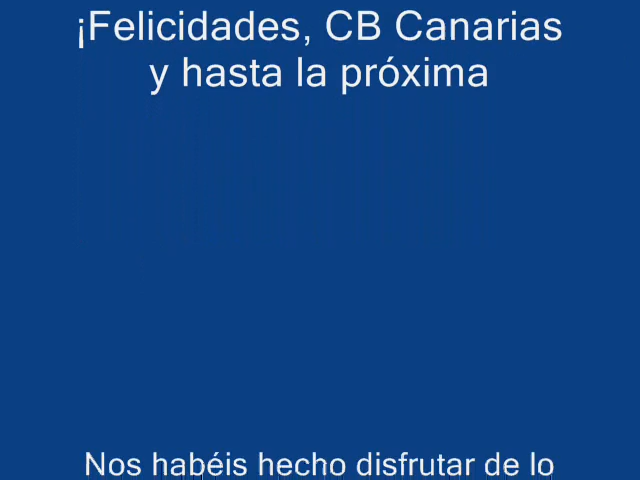 ¡Felicidades, CB Canarias
y hasta la próxima
Nos habéis hecho disfrutar de lo